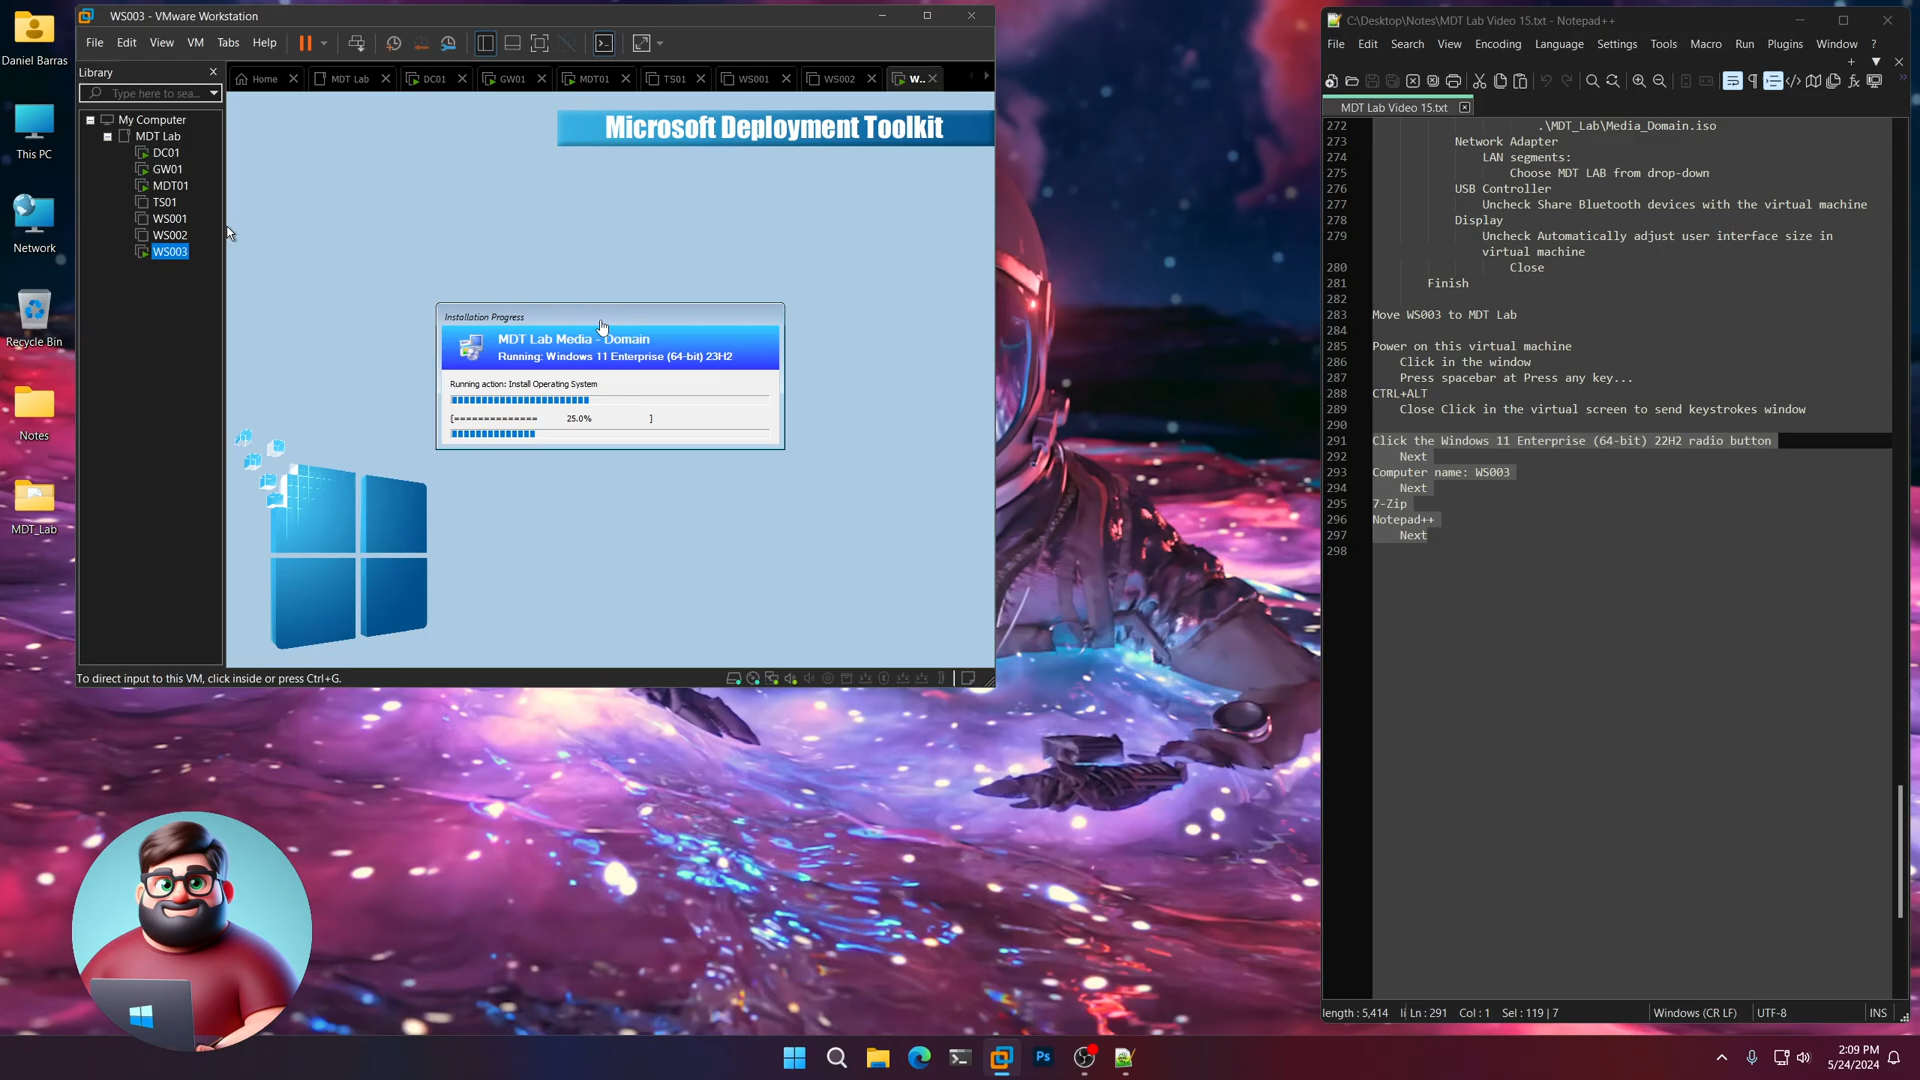 Daniel Barras
This PC
Network
Recycle Bin
Notes
MDT_Lab
WS003 - VMware Workstation
File Edit View VM Tabs Help
Library
Type here to sea...
My Computer
MDT Lab
DC01
GW01
MDT01
TS01
WS001
WS002
WS003
Home MDT Lab DC01 GW01 MDT01 TS01 WS001 WS002 W...
Microsoft Deployment Toolkit
Installation Progress
MDT Lab Media - Domain
Running: Windows 11 Enterprise (64-bit) 23H2
Running action: Install Operating System
[============== 25.0% ]
To direct input to this VM, click inside or press Ctrl+G.
C:\Desktop\Notes\MDT Lab Video 15.txt - Notepad++
File Edit Search View Encoding Language Settings Tools Macro Run Plugins Window ?
MDT Lab Video 15.txt
272 .\MDT_Lab\Media_Domain.iso
273 Network Adapter
274 LAN segments:
275 Choose MDT LAB from drop-down
276 USB Controller
277 Uncheck Share Bluetooth devices with the virtual machine
278 Display
279 Uncheck Automatically adjust user interface size in
virtual machine
280 Close
281 Finish
282
283 Move WS003 to MDT Lab
284
285 Power on this virtual machine
286 Click in the window
287 Press spacebar at Press any key...
288 CTRL+ALT
289 Close Click in the virtual screen to send keystrokes window
290
291 Click the Windows 11 Enterprise (64-bit) 22H2 radio button
292 Next
293 Computer name: WS003
294 Next
295 7-Zip
296 Notepad++
297 Next
298
length : 5,414 li Ln : 291 Col : 1 Sel : 119 | 7 Windows (CR LF) UTF-8 INS
Ps
2:09 PM
5/24/2024